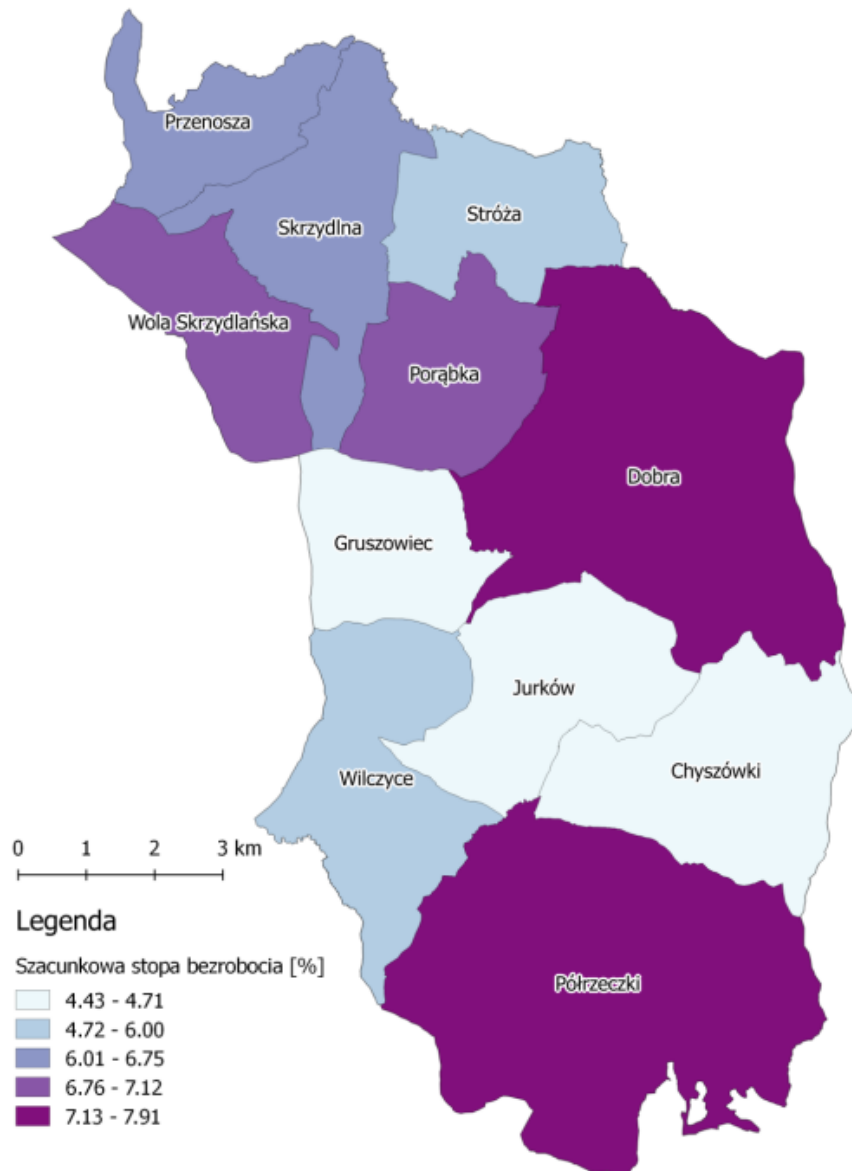 Przenosza
Stróża
Skrzydlna
Wola Skrzydlańska
Porąbka
Dobra
Gruszowiec
Jurków
Chyszówki
Wilczyce
0 1 2 3 km
Legenda
Szacunkowa stopa bezrobocia [%]
4.43 - 4.71
4.72 - 6.00
6.01 - 6.75
6.76 - 7.12
7.13 - 7.91
Półrzeczki